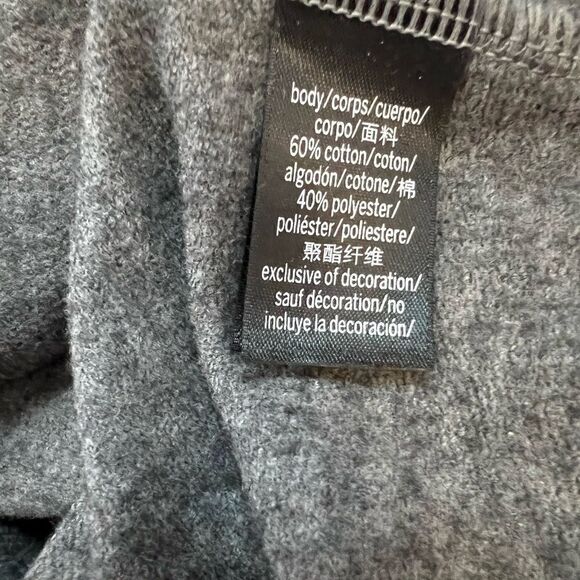 body/corps/cuerpo/
corpo/面料
60% cotton/coton/
algodón/cotone/棉
40% polyester/
poliéster/poliestere/
聚酯纤维
exclusive of decoration/
sauf décoration/no
incluye la decoración/